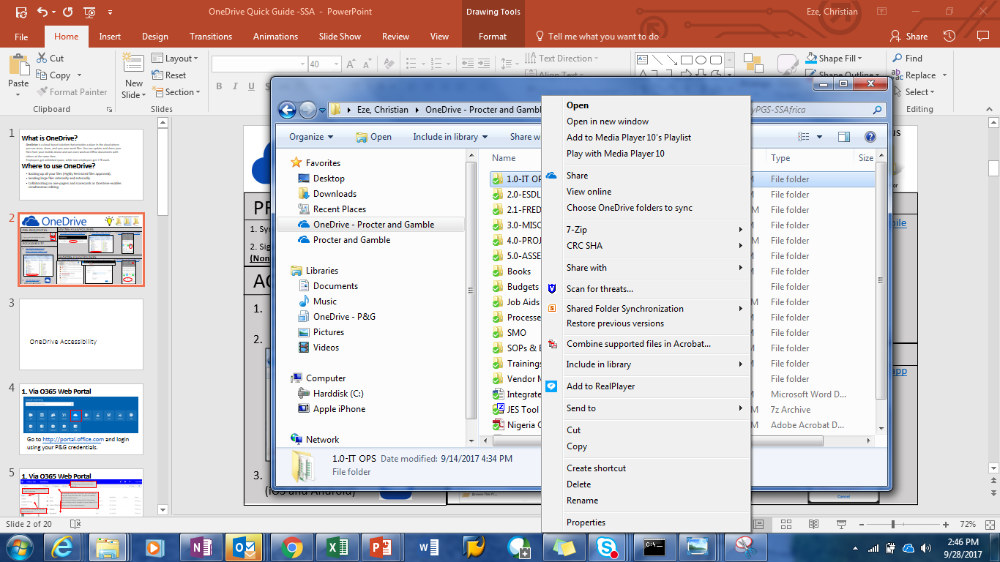 OneDrive Quick Guide -SSA - PowerPoint
Drawing Tools
Eze, Christian
File
Home
Insert
Design
Transitions
Animations
Slide Show
Review
View
Format
Tell me what you want to do
Share
Paste
Cut
Copy
Format Painter
Clipboard
New
Slide
Layout
Reset
Section
Slides
40
B I U S
Text Direction
Align Text
Shape Fill
Shape Outline
Find
Replace
Select
Editing
1
What is OneDrive?
Where to use OneDrive?
2
OneDrive
3
OneDrive Accessibility
4
1. Via O365 Web Portal
Go to http://portal.office.com and login
using your P&G credentials.
5
1. Via O365 Web Portal
1. Sy
2. Sig
(Non
1.
2.
3.
(iOS and Android)
Cancel
Eze, Christian
OneDrive - Procter and Gamb
yPGS-SSAfrica
Organize
Open
Include in library
Share w
Favorites
Desktop
Downloads
Recent Places
OneDrive - Procter and Gamble
Procter and Gamble
Libraries
Documents
Music
OneDrive - P&G
Pictures
Videos
Computer
Harddisk (C:)
Apple iPhone
Network
Name
Type
Size
1.0-IT OP
File folder
2.0-ESDL
File folder
2.1-FRED
File folder
3.0-MISC
File folder
4.0-PROJ
File folder
5.0-ASSE
File folder
Books
File folder
Budgets
File folder
Job Aids
File folder
Processe
File folder
SMO
File folder
SOPs & E
File folder
Trainings
File folder
Vendor M
File folder
Integrate
Microsoft Word D...
JES Tool
7z Archive
Nigeria O
Adobe Acrobat D...
1.0-IT OPS Date modified: 9/14/2017 4:34 PM
File folder
Open
Open in new window
Add to Media Player 10's Playlist
Play with Media Player 10
Share
View online
Choose OneDrive folders to sync
7-Zip
CRC SHA
Share with
Scan for threats...
Shared Folder Synchronization
Restore previous versions
Combine supported files in Acrobat...
Include in library
Add to RealPlayer
Send to
Cut
Copy
Create shortcut
Delete
Rename
Properties
Slide 2 of 20
72%
2:46 PM
9/28/2017